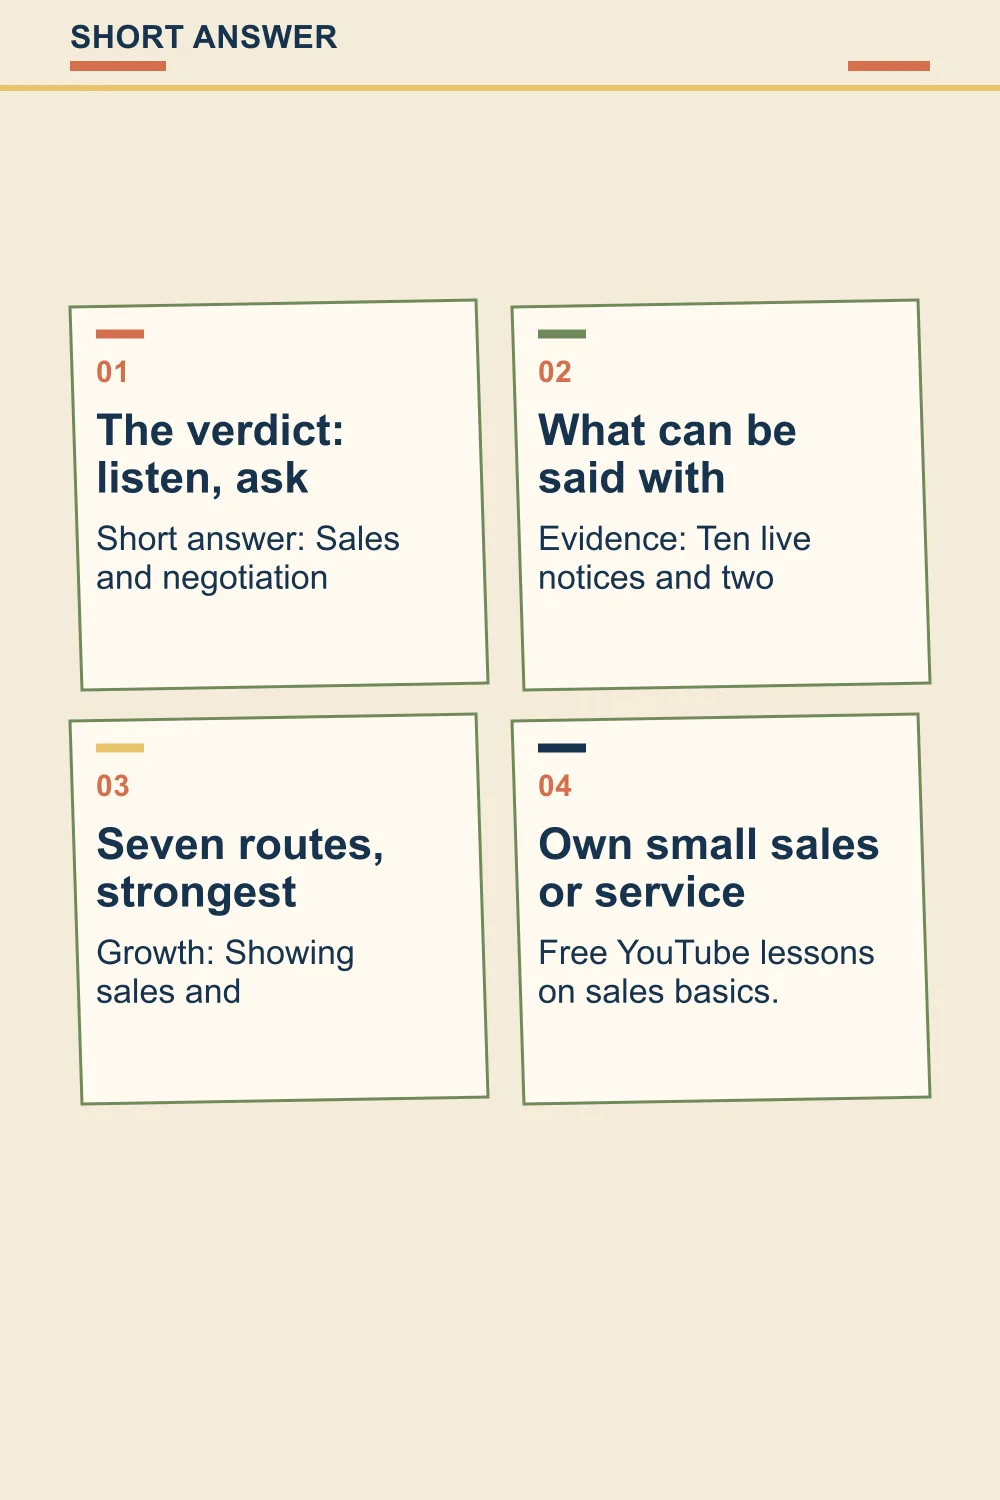 SHORT ANSWER
01
The verdict:
listen, ask
Short answer: Sales
and negotiation
02
What can be
said with
Evidence: Ten live
notices and two
03
Seven routes,
strongest
Growth: Showing
sales and
04
Own small sales
or service
Free YouTube lessons
on sales basics.